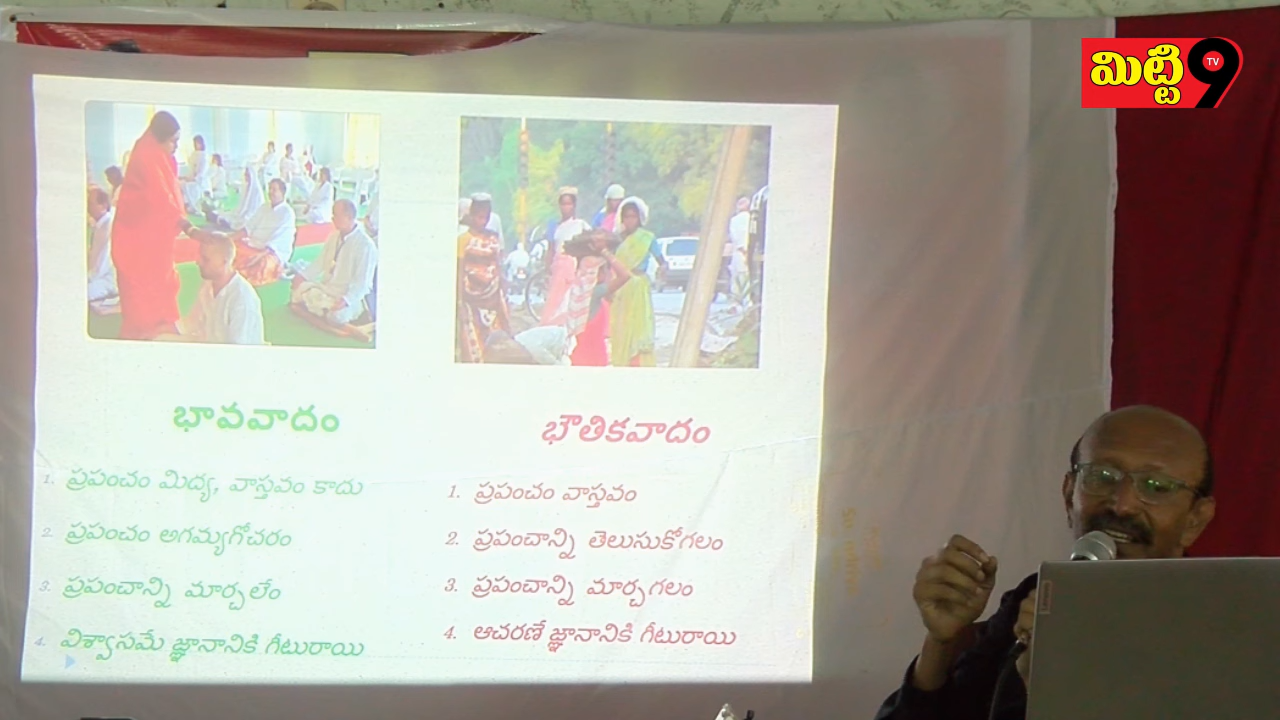 మిట్టి 9
TV
భావవాదం
1. ప్రపంచం మిధ్య, వాస్తవం కాదు
2. ప్రపంచం అగమ్యగోచరం
3. ప్రపంచాన్ని మార్చలేం
4. విశ్వాసమే జ్ఞానానికి గీటురాయి
భౌతికవాదం
1. ప్రపంచం వాస్తవం
2. ప్రపంచాన్ని తెలుసుకోగలం
3. ప్రపంచాన్ని మార్చగలం
4. ఆచరణే జ్ఞానానికి గీటురాయి